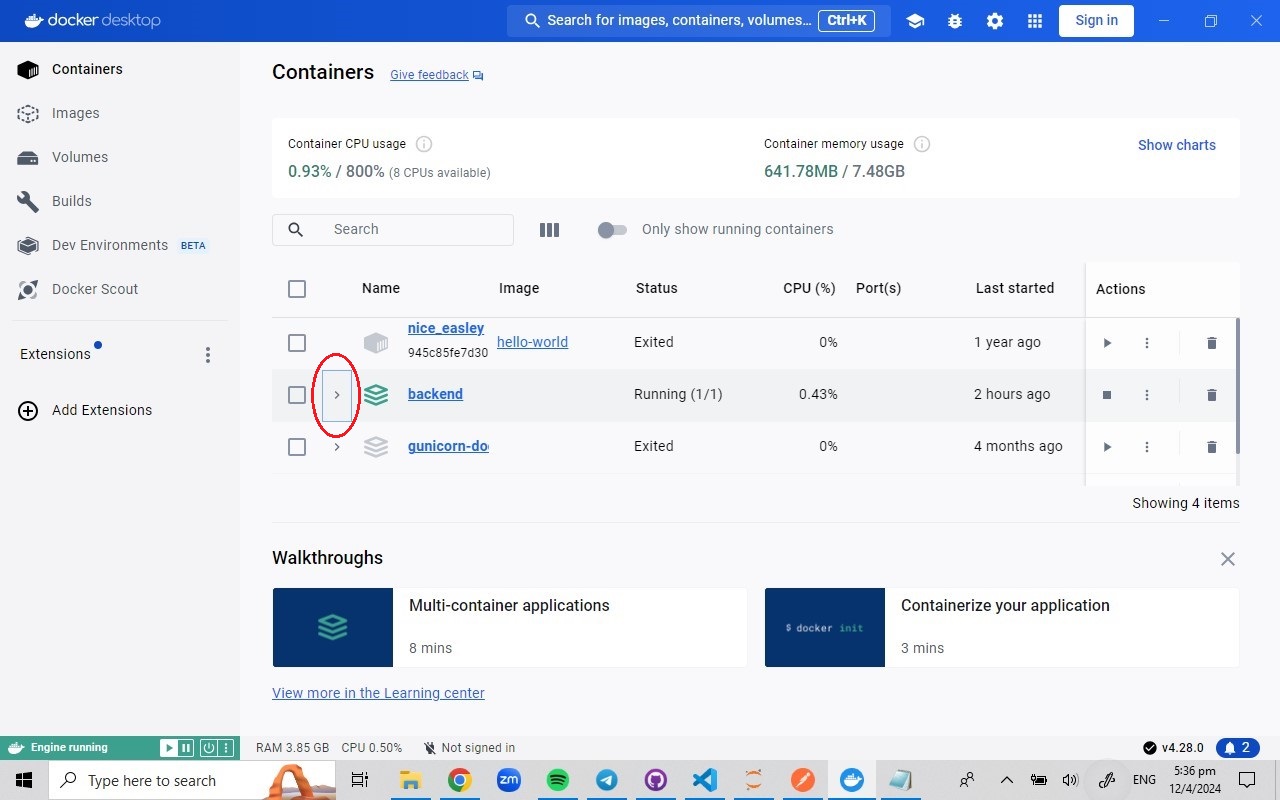 docker desktop
Search for images, containers, volumes... Ctrl+K
Sign in
Containers
Images
Volumes
Builds
Dev Environments BETA
Docker Scout
Extensions
Add Extensions
Containers Give feedback
Container CPU usage
0.93% / 800% (8 CPUs available)
Container memory usage
641.78MB / 7.48GB
Show charts
Search
Only show running containers
Name Image Status CPU (%) Port(s) Last started Actions
nice_easley
945c85fe7d30
hello-world Exited 0% 1 year ago
backend Running (1/1) 0.43% 2 hours ago
gunicorn-do Exited 0% 4 months ago
Showing 4 items
Walkthroughs
Multi-container applications
8 mins
$ docker init
Containerize your application
3 mins
View more in the Learning center
Engine running
RAM 3.85 GB CPU 0.50% Not signed in
v4.28.0 2
Type here to search
zm
ENG
5:36 pm
12/4/2024